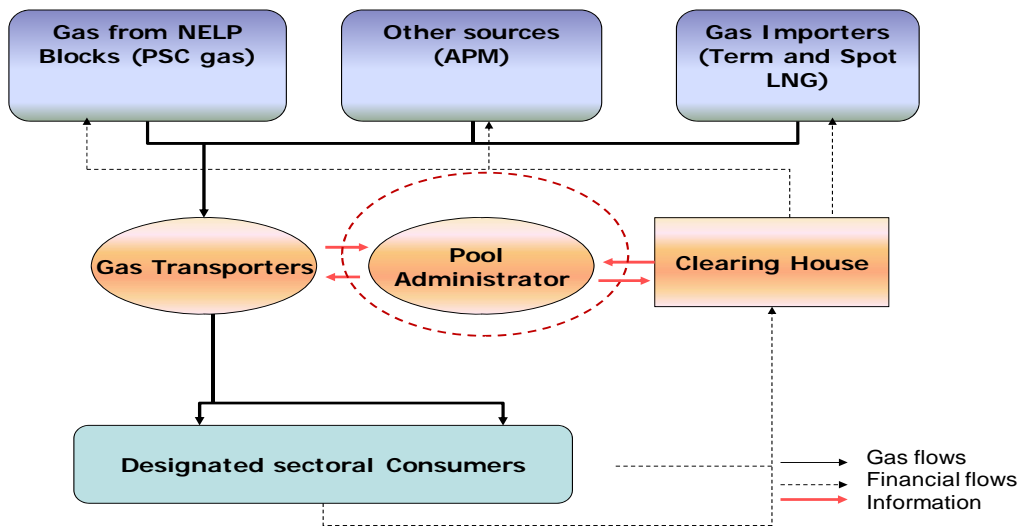 Gas from NELP
Blocks (PSC gas)
Other sources
(APM)
Gas Importers
(Term and Spot
LNG)
Gas Transporters
Pool
Administrator
Clearing House
Designated sectoral Consumers
Gas flows
Financial flows
Information